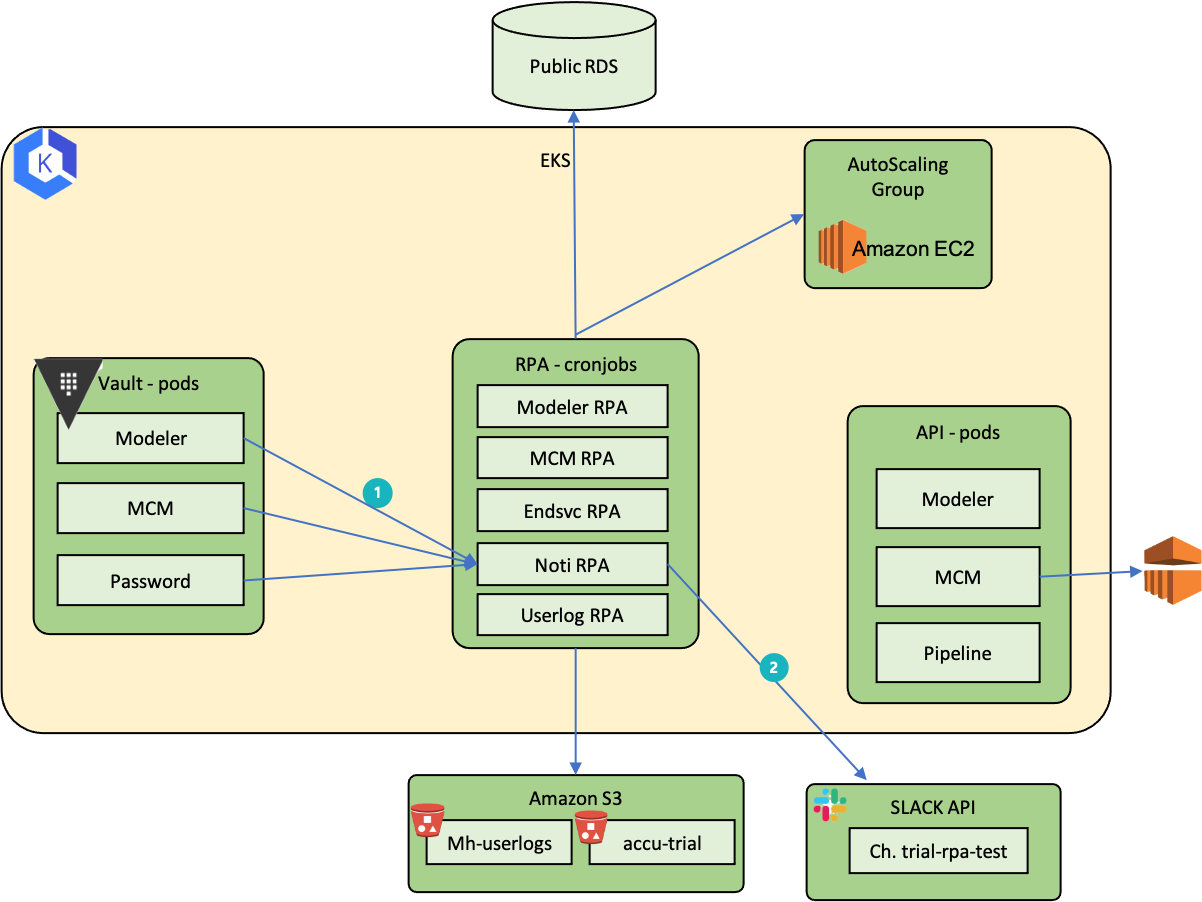 Public RDS
EKS
K
AutoScaling
Group
Amazon EC2
Vault - pods
Modeler
MCM
Password
1
RPA - cronjobs
Modeler RPA
MCM RPA
Endsvc RPA
Noti RPA
Userlog RPA
2
API - pods
Modeler
MCM
Pipeline
Amazon S3
Mh-userlogs
accu-trial
SLACK API
Ch. trial-rpa-test